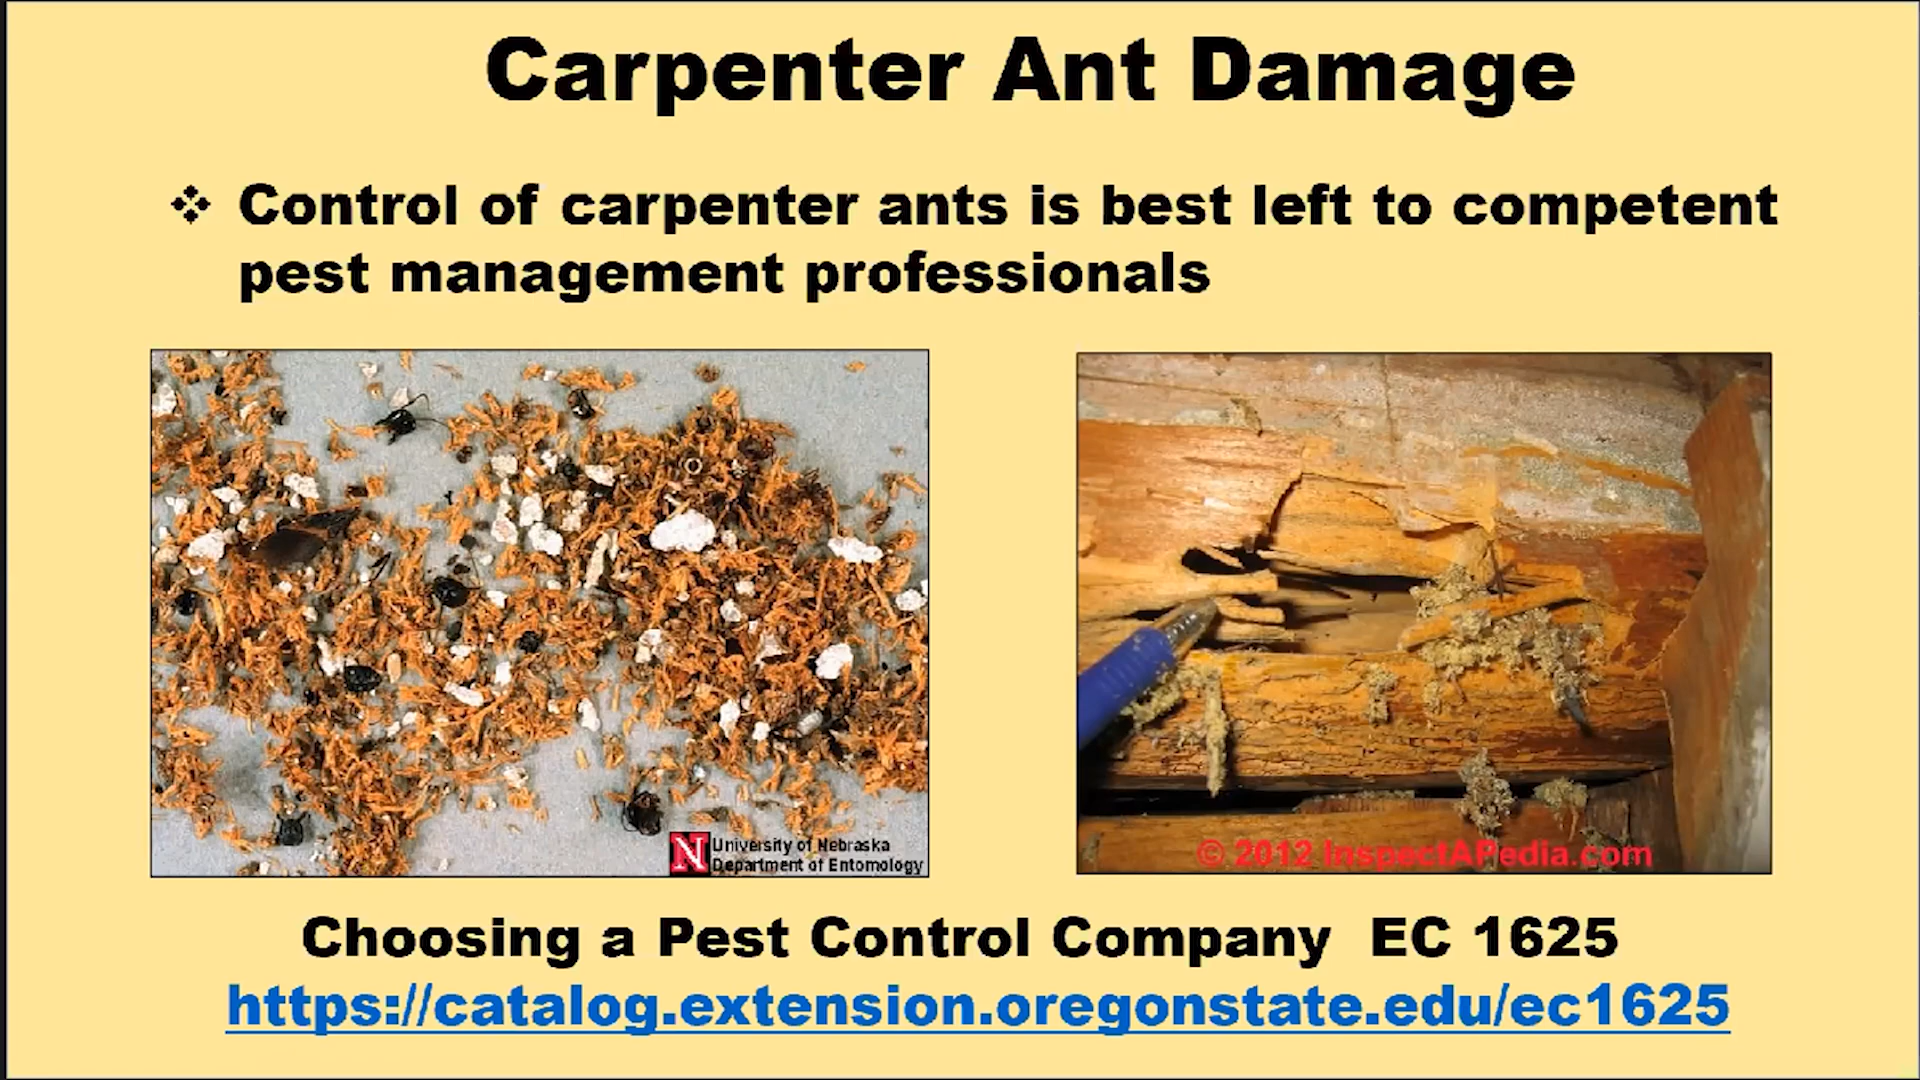 Carpenter Ant Damage
❖ Control of carpenter ants is best left to competent
pest management professionals
N University of Nebraska
Department of Entomology
© 2012 InspectAPedia.com
Choosing a Pest Control Company EC 1625
https://catalog.extension.oregonstate.edu/ec1625